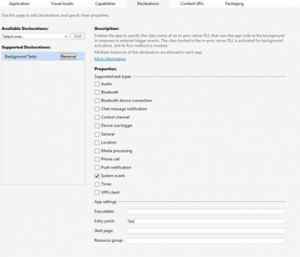 Application Visual Assets Capabilities Declarations Content URIs Packaging
Use this page to add declarations and specify their properties.
Available Declarations:
Select one...
Add
Supported Declarations:
Background Tasks
Remove
Description:
Enables the app to specify the class name of an in-proc server DLL that runs the app code in the background
in response to external trigger events. The class hosted in the in-proc server DLL is activated for background
activation, and its Run method is invoked.
Multiple instances of this declaration are allowed in each app.
More information
Properties:
Supported task types
Audio
Bluetooth
Bluetooth device connection
Chat message notification
Control channel
Device use trigger
General
Location
Media processing
Phone call
Push notification
System event
Timer
VPN client
App settings
Executable:
Entry point:
Start page:
Resource group: